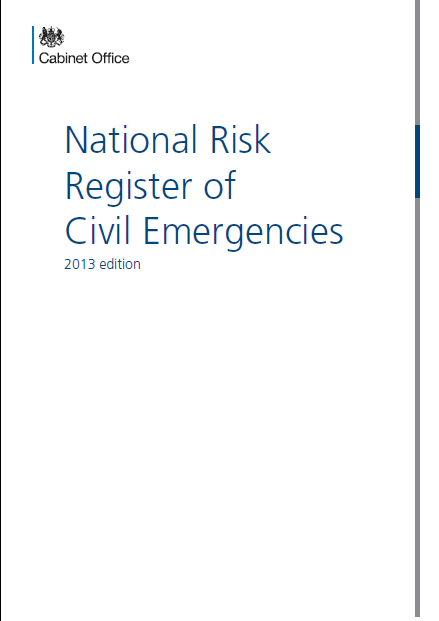 Cabinet Office
National Risk
Register of
Civil Emergencies
2013 edition